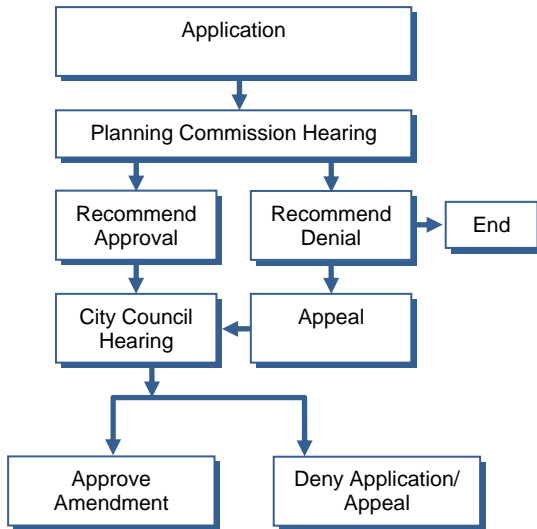 Application
Planning Commission Hearing
Recommend
Approval
Recommend
Denial
End
City Council
Hearing
Appeal
Approve
Amendment
Deny Application/
Appeal